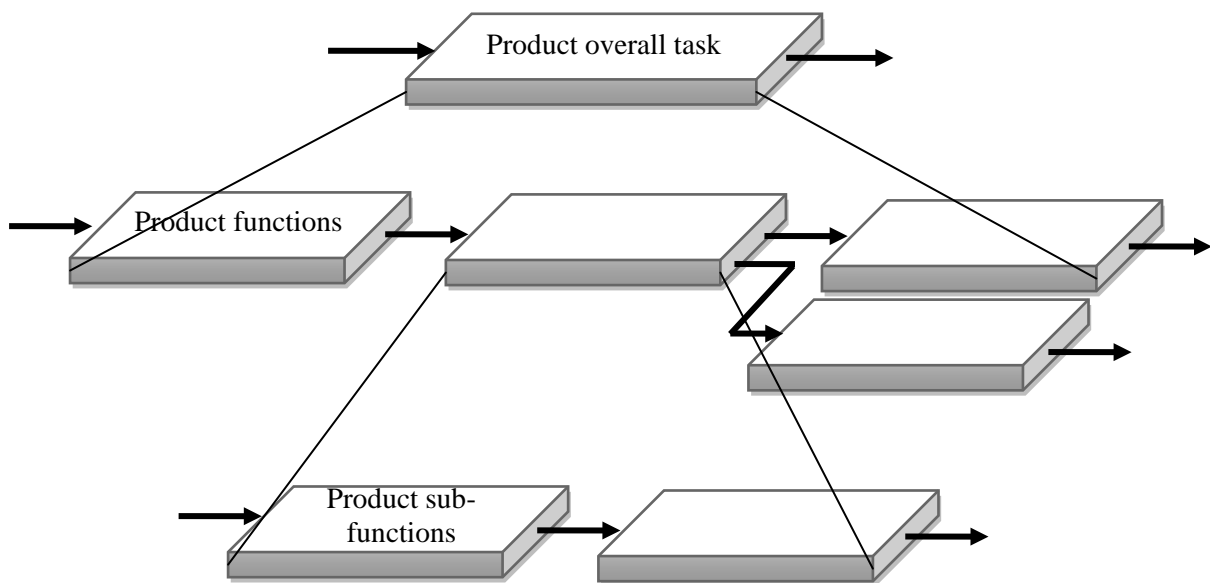 Product overall task
Product functions
Product sub-
functions